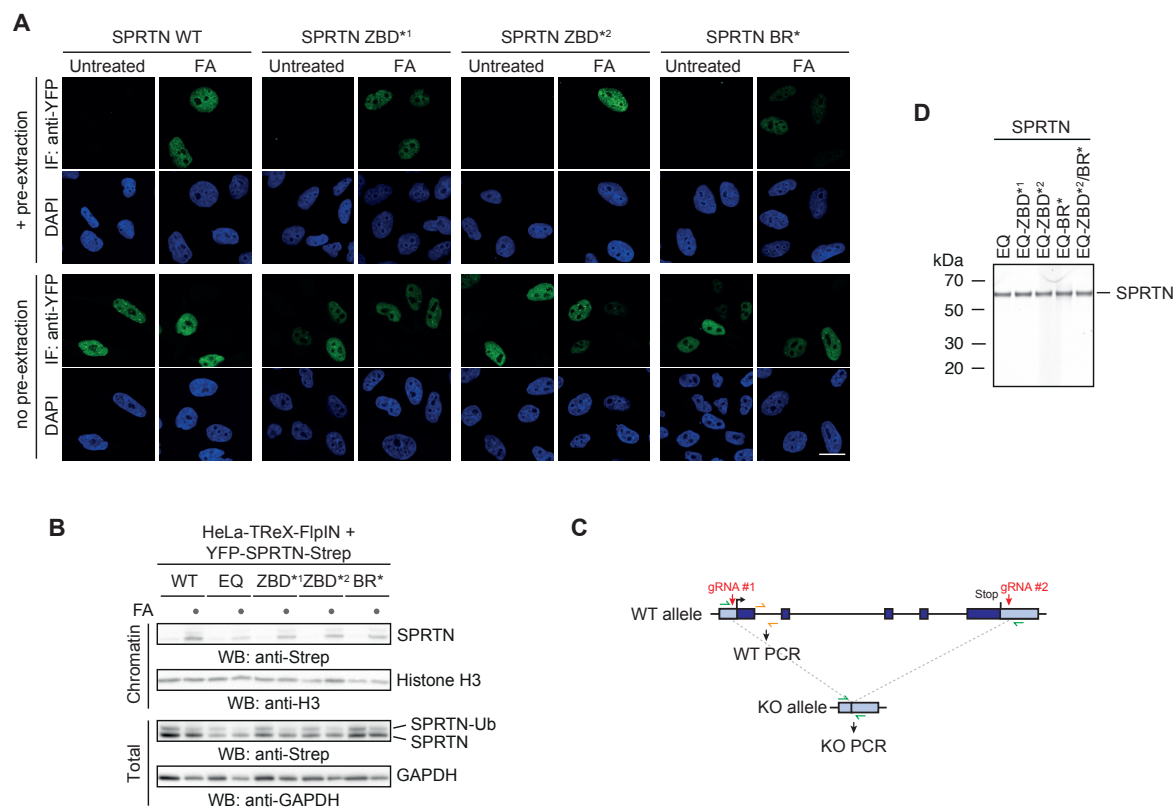 A
SPRTN WT
SPRTN ZBD*1
SPRTN ZBD*2
SPRTN BR*
Untreated
FA
Untreated
FA
Untreated
FA
Untreated
FA
+ pre-extraction
IF: anti-YFP
DAPI
no pre-extraction
IF: anti-YFP
DAPI
D
SPRTN
EQ
EQ-ZBD*1
EQ-ZBD*2
EQ-BR*
EQ-ZBD*2/BR*
kDa
70
50
30
20
SPRTN
B
HeLa-TReX-FlpIN +
YFP-SPRTN-Strep
WT
EQ
ZBD*1
ZBD*2
BR*
FA
Chromatin
SPRTN
WB: anti-Strep
Histone H3
WB: anti-H3
Total
SPRTN-Ub
SPRTN
WB: anti-Strep
GAPDH
WB: anti-GAPDH
C
gRNA #1
Stop
gRNA #2
WT allele
WT PCR
KO allele
KO PCR